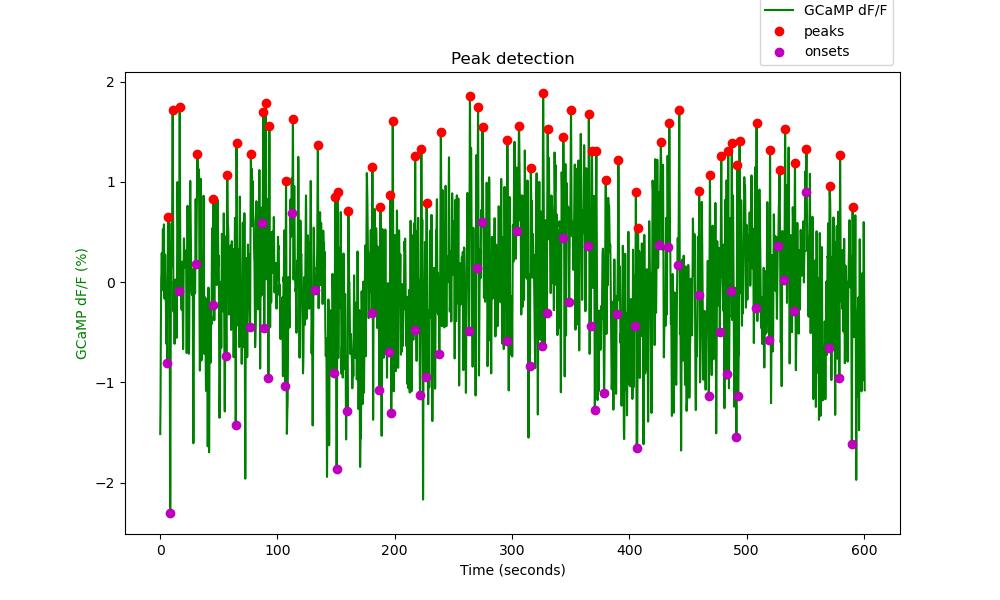 GCaMP dF/F
peaks
onsets
Peak detection
GCaMP dF/F (%)
2
1
0
−1
−2
0 100 200 300 400 500 600
Time (seconds)